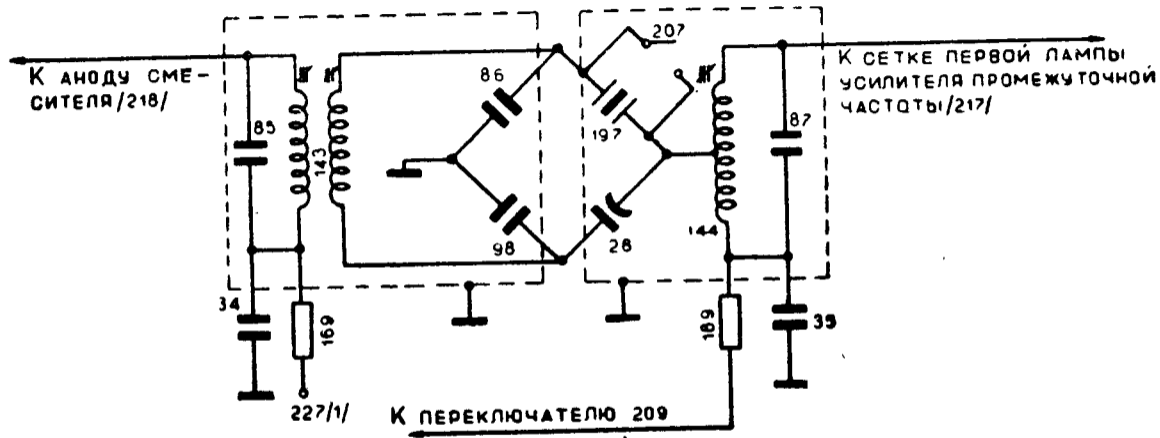 207
К АНОДУ СМЕ-
СИТЕЛЯ/218/
К СЕТКЕ ПЕРВОЙ ЛАМПЫ
УСИЛИТЕЛЯ ПРОМЕЖУТОЧНОЙ
ЧАСТОТЫ/217/
86
85
143
197
87
98
28
144
34
169
189
35
227/1/
К ПЕРЕКЛЮЧАТЕЛЮ 209